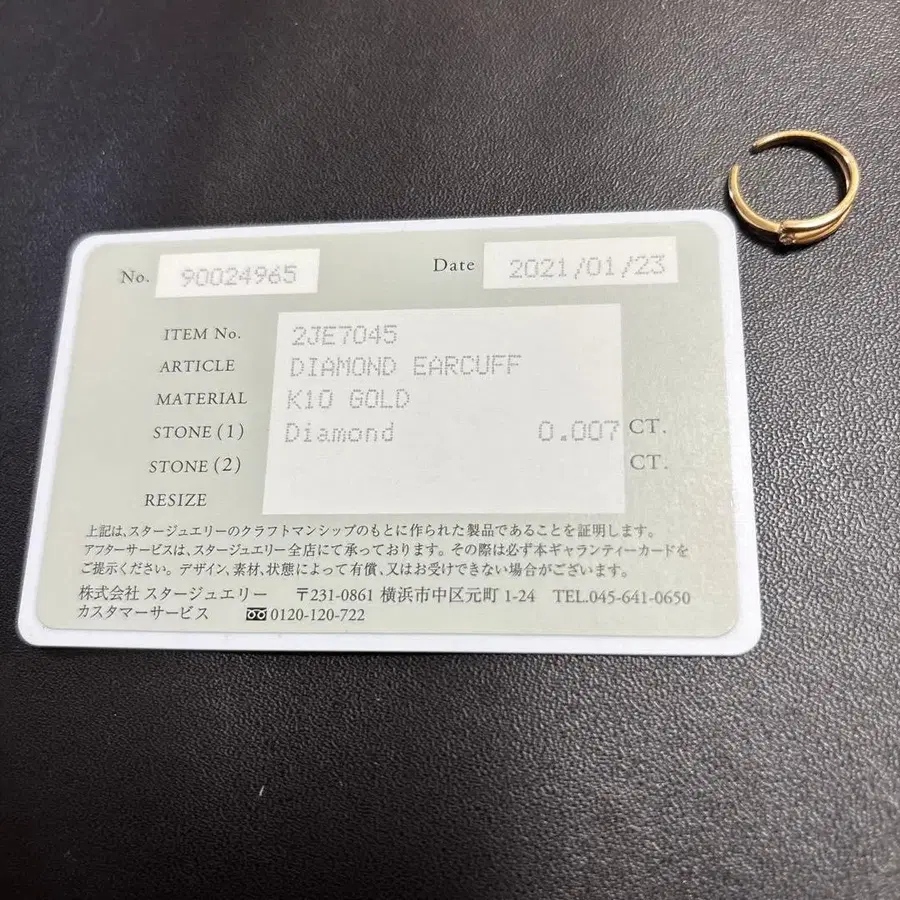 No. 90024965 Date 2021/01/23
ITEM No. 2JE7045
ARTICLE DIAMOND EARCUFF
MATERIAL K10 GOLD
STONE (1) Diamond 0.007 CT.
STONE (2) CT.
RESIZE
上記は、スタージュエリーのクラフトマンシップのもとに作られた製品であることを証明します。
アフターサービスは、スタージュエリー全店にて承っております。その際は必ず本ギャランティーカードを
ご提示ください。デザイン、素材、状態によって有償、又はお受けできない場合がございます。
株式会社 スタージュエリー 〒231-0861 横浜市中区元町 1-24 TEL.045-641-0650
カスタマーサービス 0120-120-722